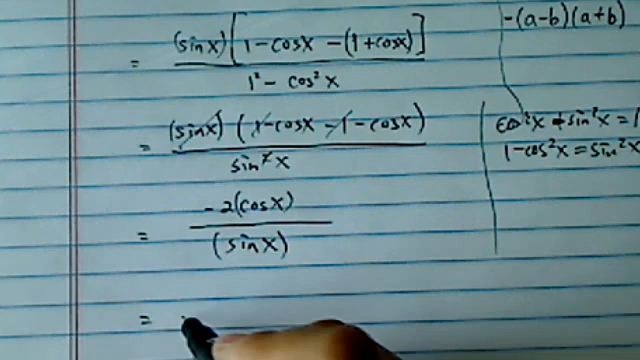 = (sinx) [1 - cosx - (1 + cosx)] / 1² - cos²x
= (sinx) (1 - cosx - 1 - cosx) / sin²x
= -2(cosx) / (sinx)
=
-(a-b)(a+b)
cos²x + sin²x = 1
1 - cos²x = sin²x